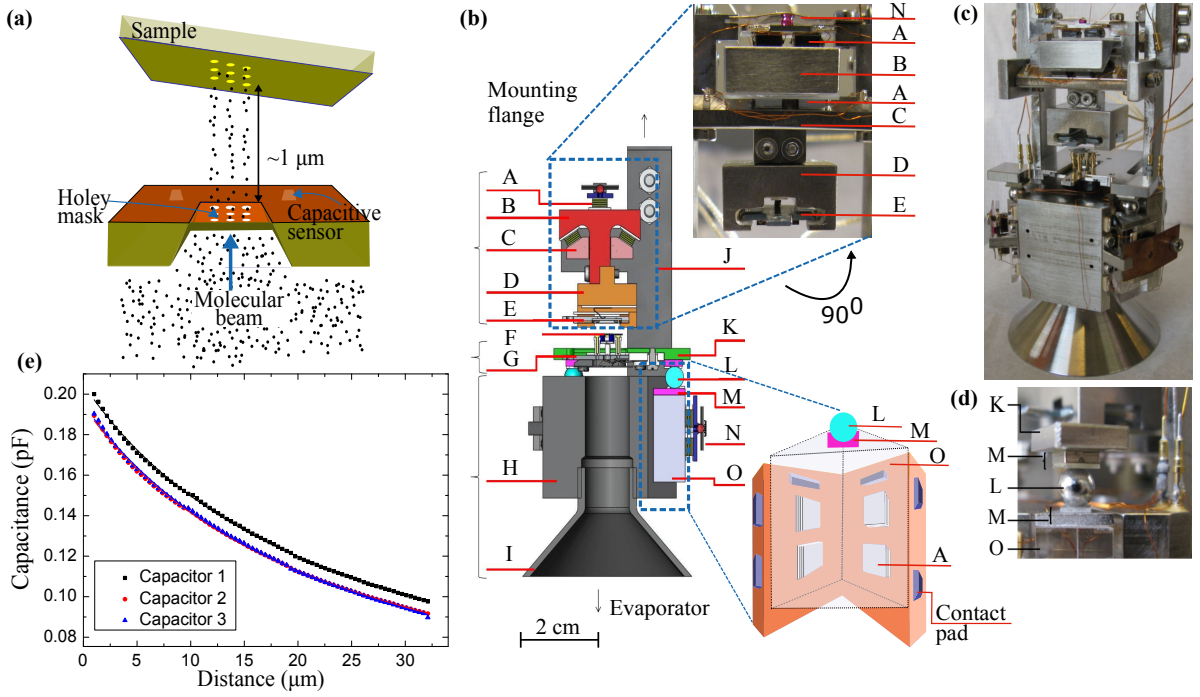 (a)
Sample
~1 μm
Holey
mask
Capacitive
sensor
Molecular
beam
(b)
Mounting
flange
A
B
C
D
E
F
G
H
I
J
K
L
M
N
O
N
A
B
A
C
D
E
90⁰
Evaporator
2 cm
L
M
O
A
Contact
pad
(c)
(d)
K
M
L
M
O
(e)
Capacitance (pF)
0.20
0.18
0.16
0.14
0.12
0.10
0.08
Capacitor 1
Capacitor 2
Capacitor 3
0 5 10 15 20 25 30
Distance (μm)